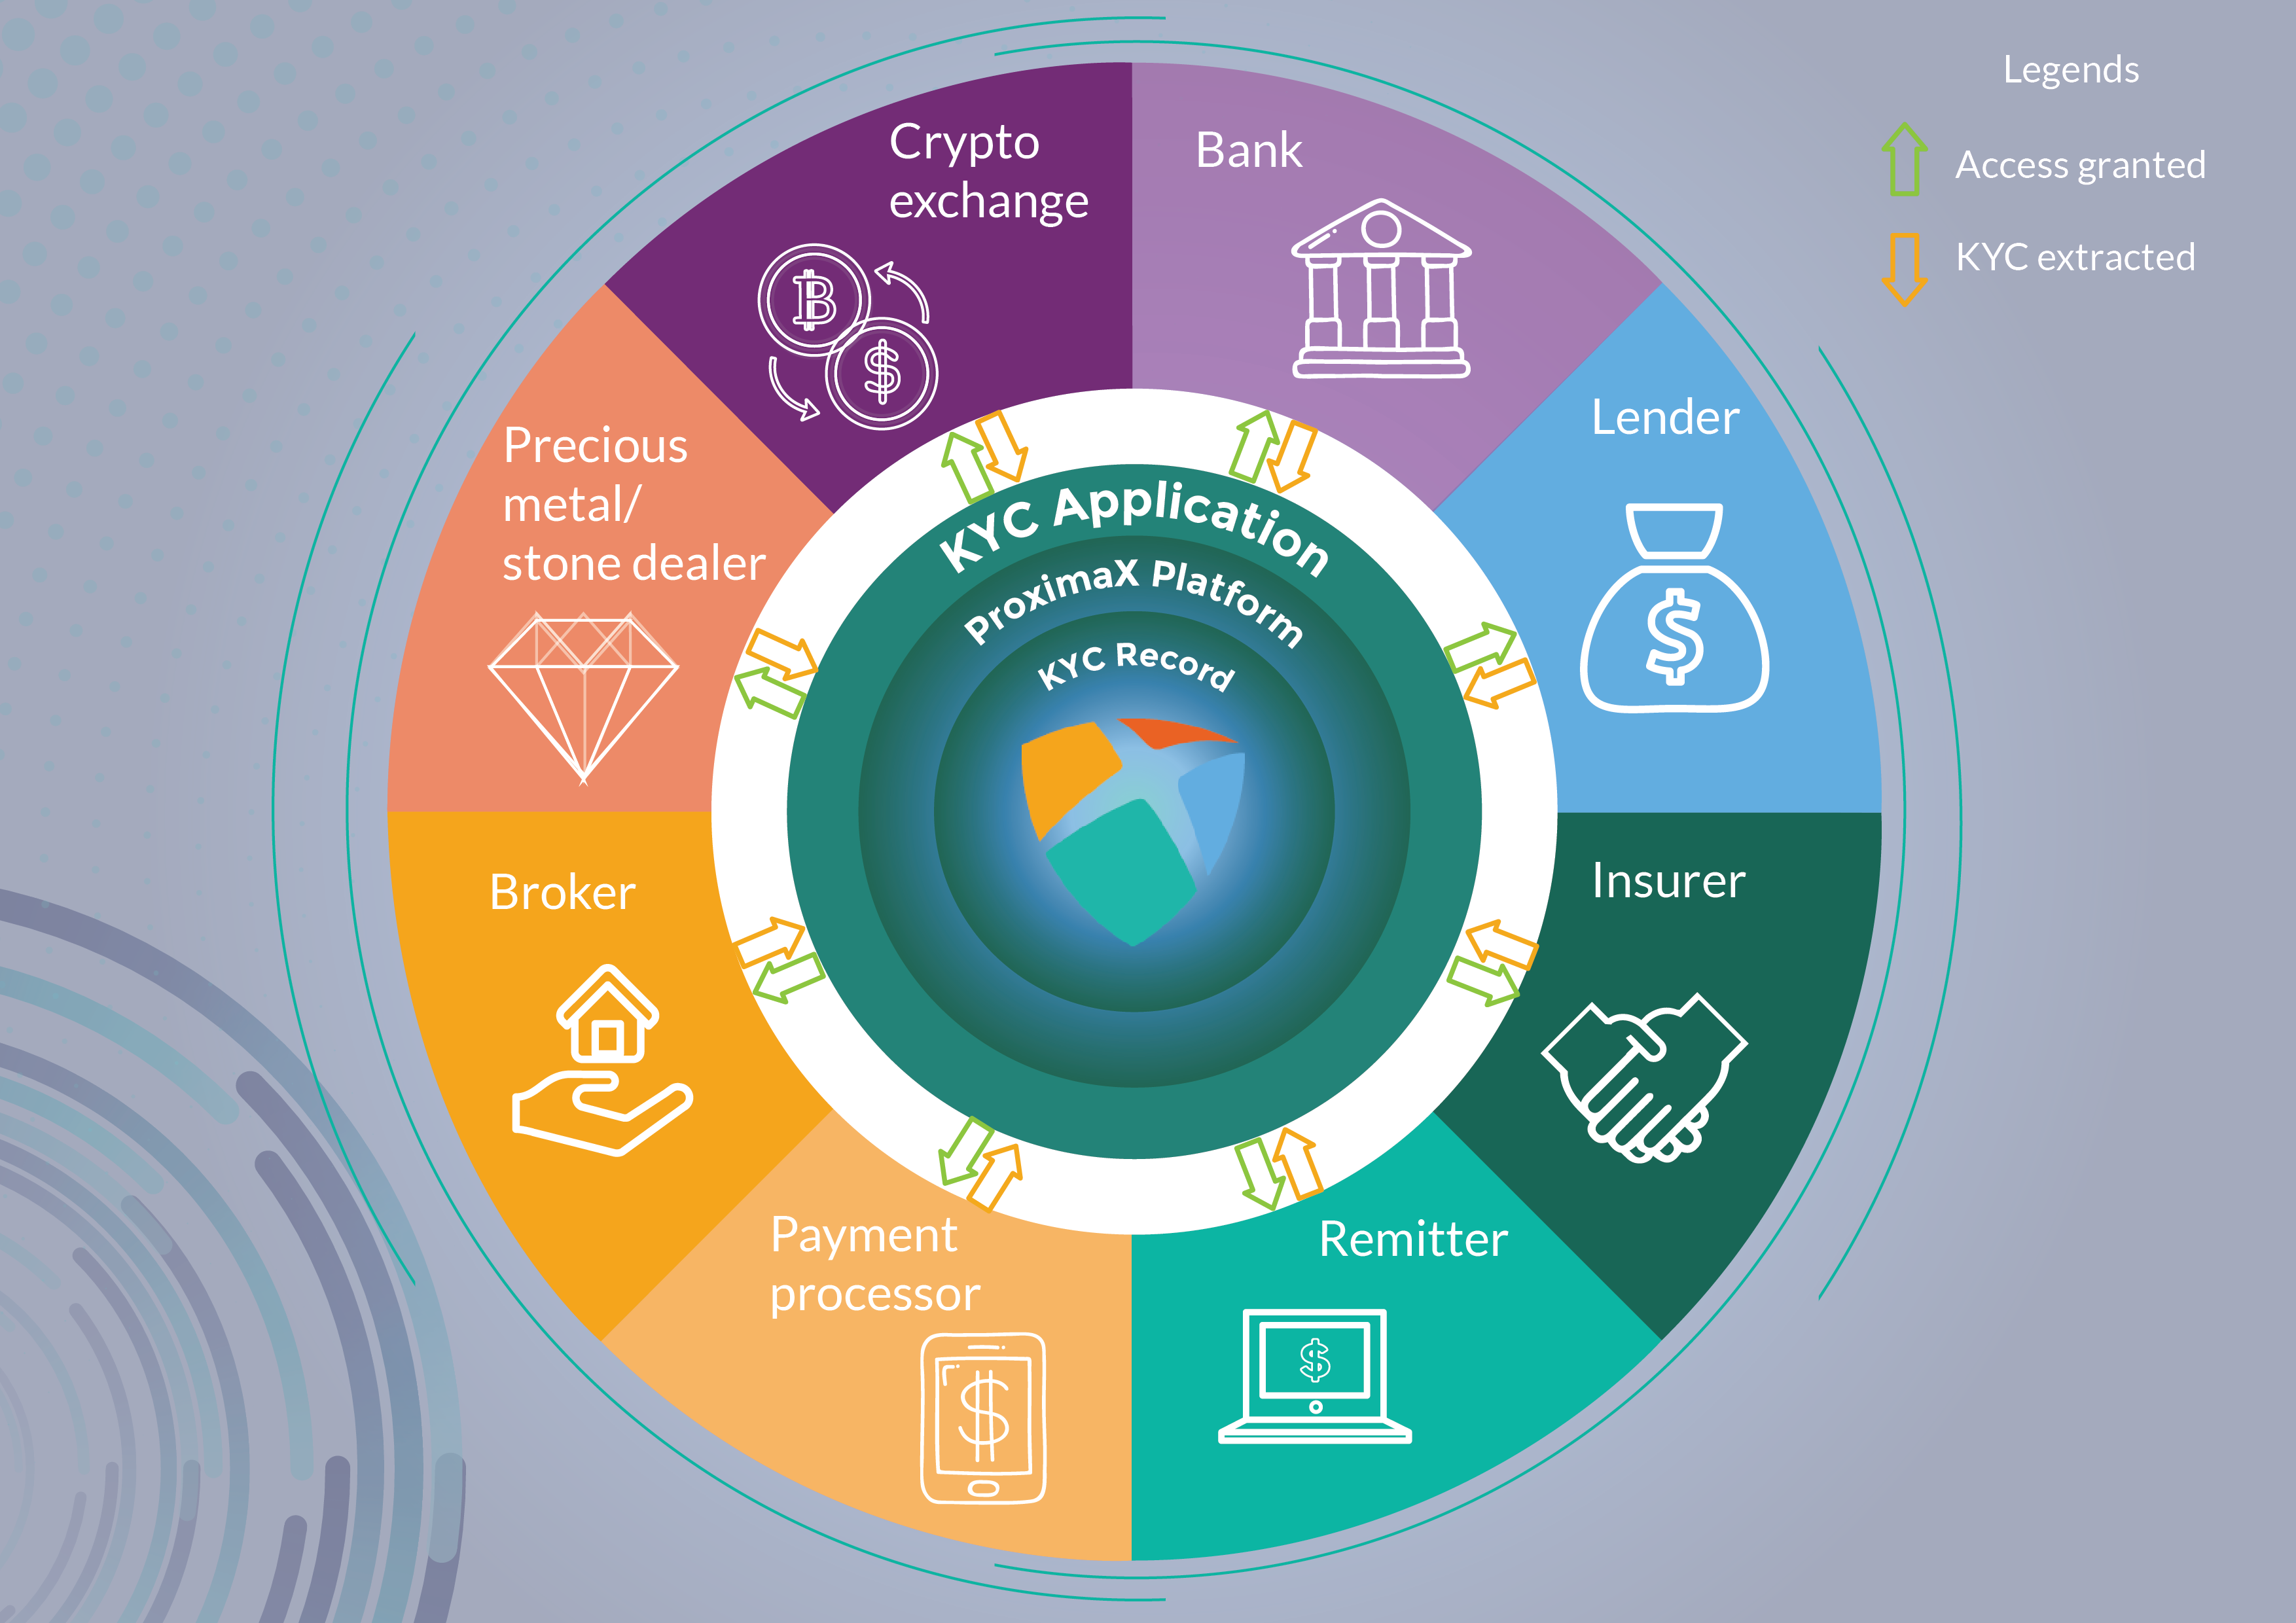 Legends
Access granted
KYC extracted
Crypto
exchange
Bank
Lender
Precious
metal/
stone dealer
KYC Application
ProximaX Platform
KYC Record
₿
$
$
Broker
Insurer
Payment
processor
Remitter
$
$